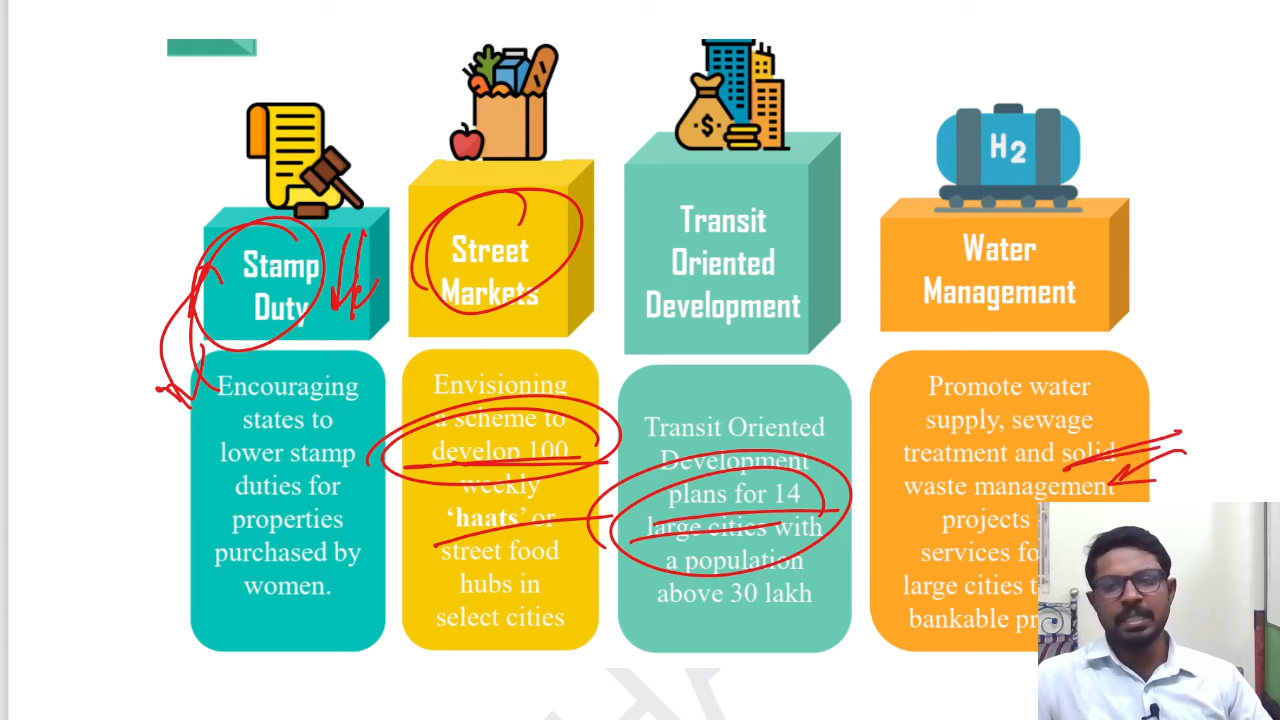 H2
$
Stamp
Duty
Street
Markets
Transit
Oriented
Development
Water
Management
Encouraging
states to
lower stamp
duties for
properties
purchased by
women.
Envisioning
a scheme to
develop 100
weekly
‘haats’ or
street food
hubs in
select cities
Transit Oriented
Development
plans for 14
large cities with
a population
above 30 lakh
Promote water
supply, sewage
treatment and solid
waste management
projects
services
large cities
bankable